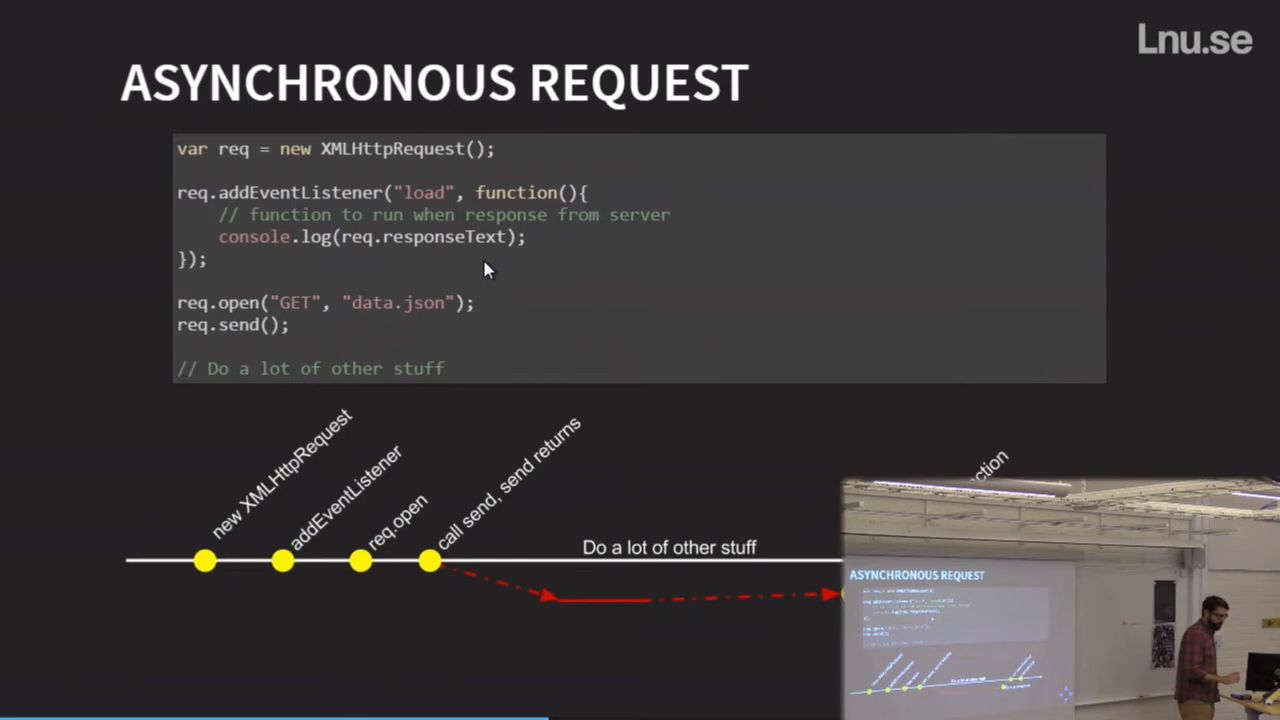 Lnu.se
ASYNCHRONOUS REQUEST
var req = new XMLHttpRequest();
req.addEventListener("load", function(){
// function to run when response from server
console.log(req.responseText);
});
req.open("GET", "data.json");
req.send();
// Do a lot of other stuff
new XMLHttpRequest
addEventListener
req.open
call send, send returns
Do a lot of other stuff
ction
ASYNCHRONOUS REQUEST